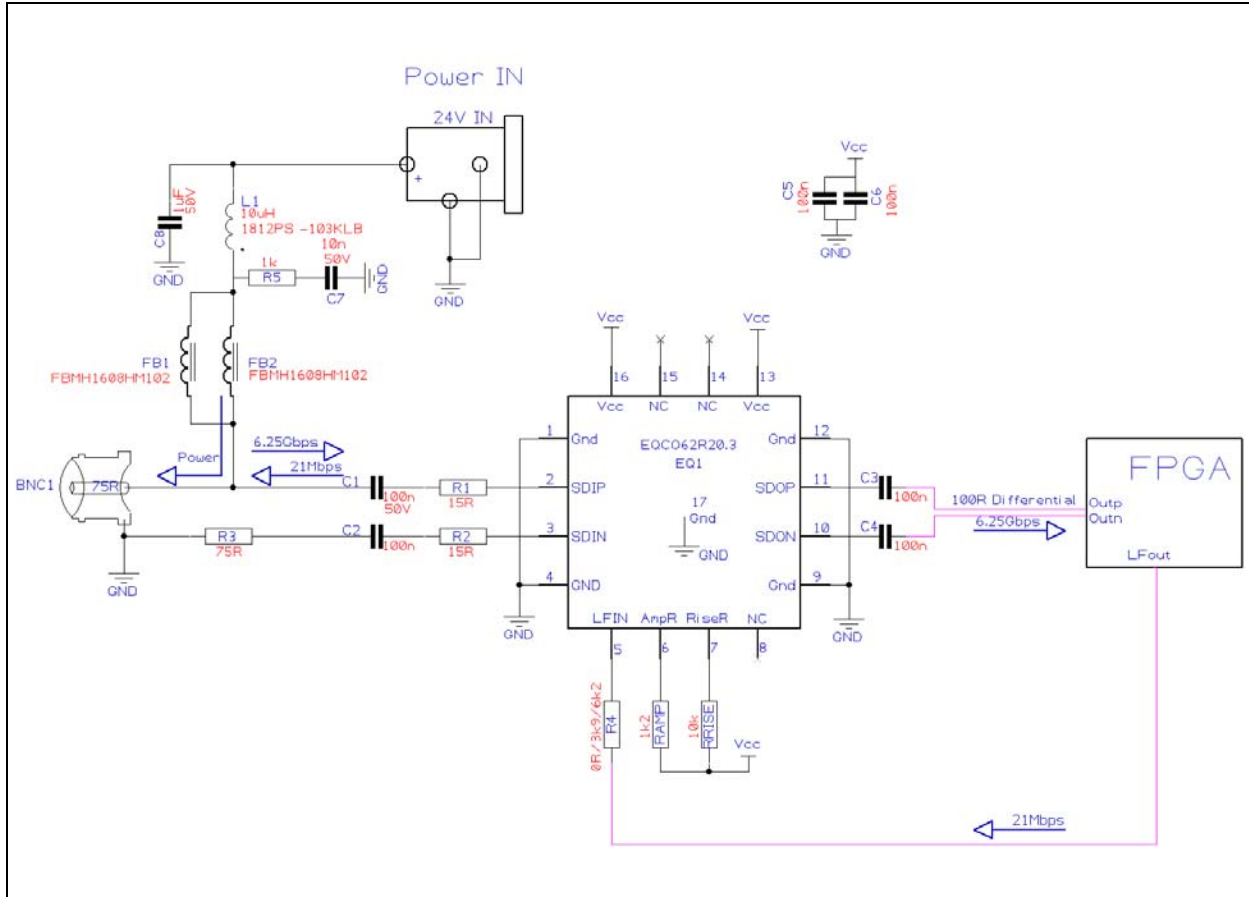 Power IN
24V IN
+
C8
1uF
50V
GND
L1
10uH
1812PS -103KLB
1k
R5
10n
50V
C7
GND
GND
Vcc
C5
100n
C6
100n
GND
FB1
FBMH1608HM102
FB2
FBMH1608HM102
Power
6.25Gbps
21Mbps
BNC1
75R
GND
R3
75R
C1
100n
50V
R1
15R
C2
100n
R2
15R
Vcc
Vcc
16
15
14
13
Vcc
NC
NC
Vcc
EQCO62R20.3
EQ1
1
Gnd
2
SDIP
3
SDIN
4
GND
17
Gnd
GND
12
Gnd
11
SDOP
10
SDON
9
Gnd
LFIN
AmpR
RiseR
NC
5
6
7
8
GND
GND
C3
100n
C4
100n
100R Differential
6.25Gbps
FPGA
Outp
Outn
LFout
R4
0R/3k9/6k2
RAMP
1k2
RRISE
10k
Vcc
21Mbps